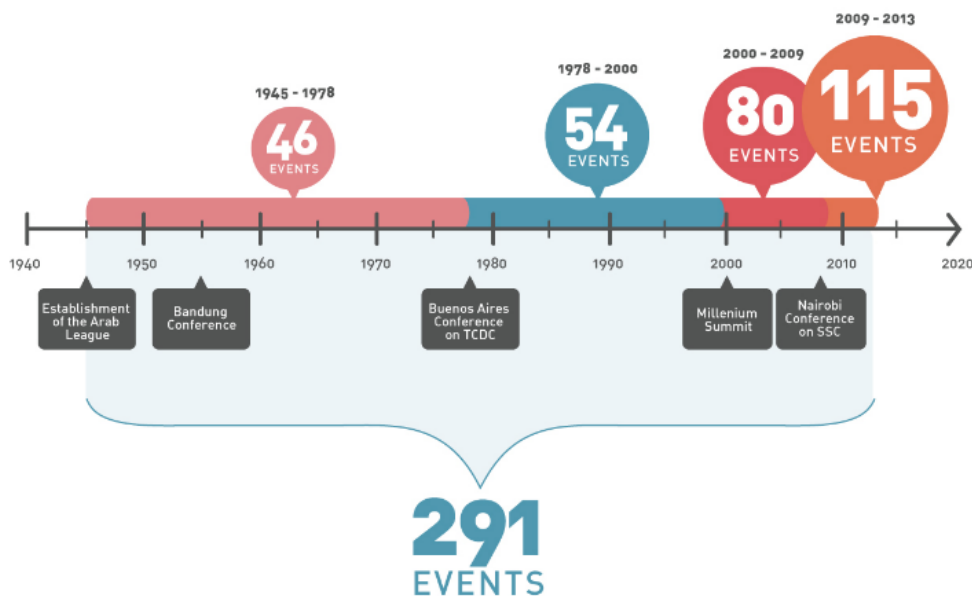 2009 - 2013
2000 - 2009
1978 - 2000
1945 - 1978
115
EVENTS
80
EVENTS
54
EVENTS
46
EVENTS
1940
1950
1960
1970
1980
1990
2000
2010
2020
Establishment
of the Arab
League
Bandung
Conference
Buenos Aires
Conference
on TCDC
Millenium
Summit
Nairobi
Conference
on SSC
291
EVENTS